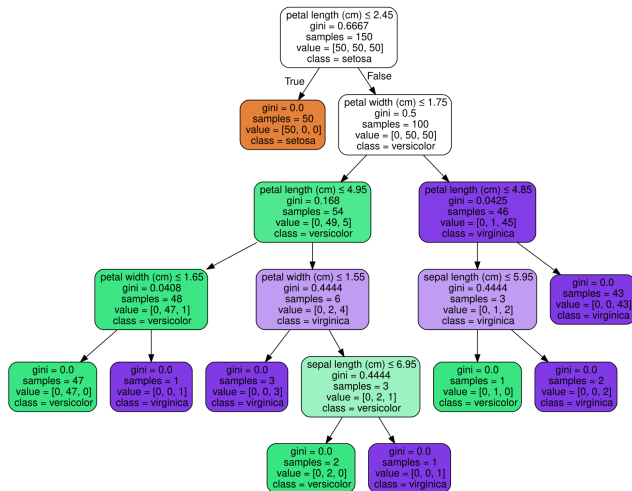 petal length (cm) ≤ 2.45
gini = 0.6667
samples = 150
value = [50, 50, 50]
class = setosa
True
False
gini = 0.0
samples = 50
value = [50, 0, 0]
class = setosa
petal width (cm) ≤ 1.75
gini = 0.5
samples = 100
value = [0, 50, 50]
class = versicolor
petal length (cm) ≤ 4.95
gini = 0.168
samples = 54
value = [0, 49, 5]
class = versicolor
petal length (cm) ≤ 4.85
gini = 0.0425
samples = 46
value = [0, 1, 45]
class = virginica
petal width (cm) ≤ 1.65
gini = 0.0408
samples = 48
value = [0, 47, 1]
class = versicolor
petal width (cm) ≤ 1.55
gini = 0.4444
samples = 6
value = [0, 2, 4]
class = virginica
sepal length (cm) ≤ 5.95
gini = 0.4444
samples = 3
value = [0, 1, 2]
class = virginica
gini = 0.0
samples = 43
value = [0, 0, 43]
class = virginica
gini = 0.0
samples = 47
value = [0, 47, 0]
class = versicolor
gini = 0.0
samples = 1
value = [0, 0, 1]
class = virginica
gini = 0.0
samples = 3
value = [0, 0, 3]
class = virginica
sepal length (cm) ≤ 6.95
gini = 0.4444
samples = 3
value = [0, 2, 1]
class = versicolor
gini = 0.0
samples = 1
value = [0, 1, 0]
class = versicolor
gini = 0.0
samples = 2
value = [0, 0, 2]
class = virginica
gini = 0.0
samples = 2
value = [0, 2, 0]
class = versicolor
gini = 0.0
samples = 1
value = [0, 0, 1]
class = virginica